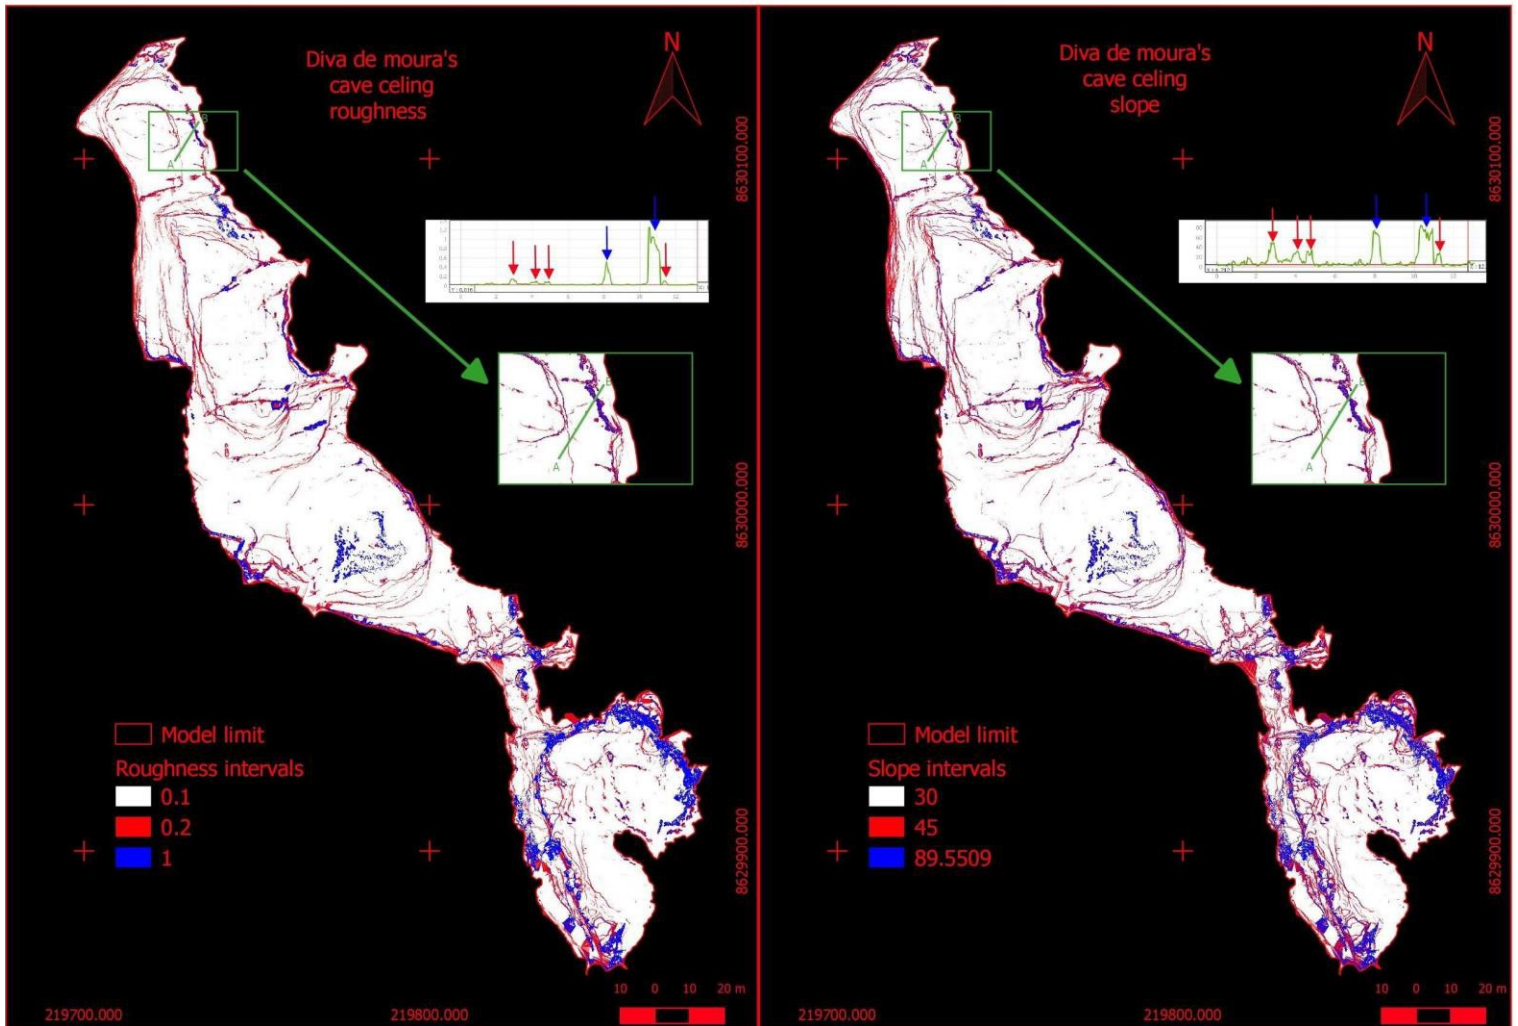 Diva de moura's
cave celing
roughness
N
8630100.000
A
B
A
B
8630000.000
Model limit
Roughness intervals
0.1
0.2
1
8629900.000
10 0 10 20 m
219700.000
219800.000
Diva de moura's
cave celing
slope
N
8630100.000
A
A
B
8630000.000
Model limit
Slope intervals
30
45
89.5509
8629900.000
10 0 10 20 m
219700.000
219800.000